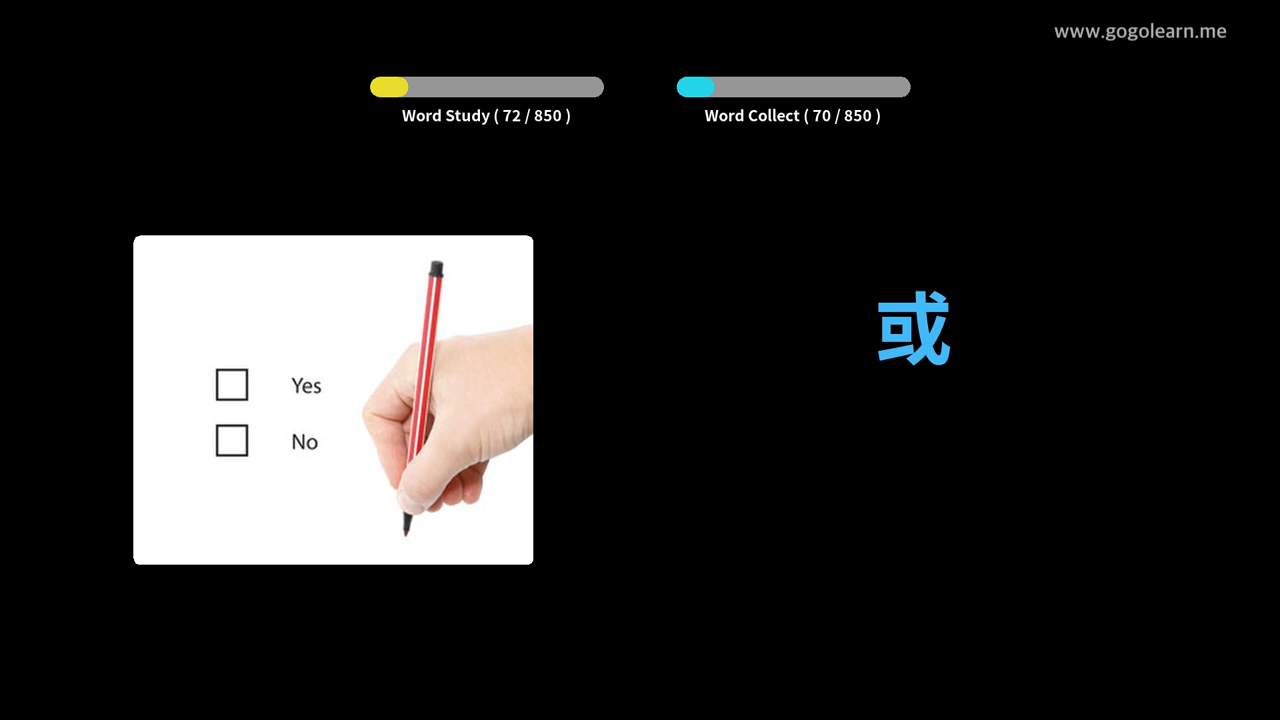 www.gogolearn.me
Word Study ( 72 / 850 )
Word Collect ( 70 / 850 )
Yes
No
或